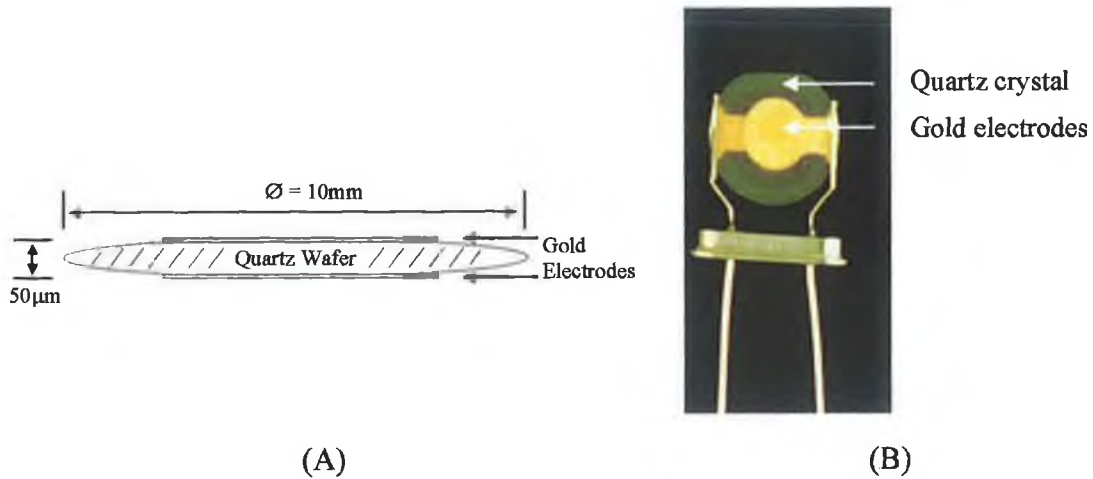 Ø = 10mm
Gold
Electrodes
Quartz Wafer
50μm
(A)
Quartz crystal
Gold electrodes
(B)